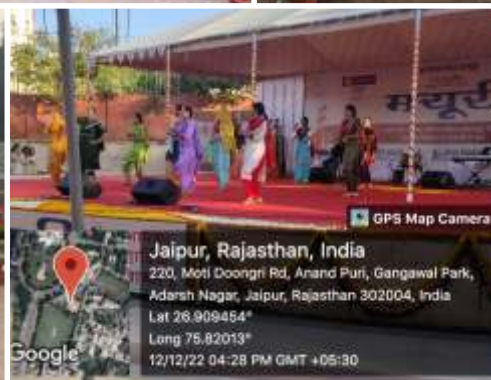 मयूरी
GPS Map Camera
Jaipur, Rajasthan, India
220, Moti Doongri Rd, Anand Puri, Gangawal Park,
Adarsh Nagar, Jaipur, Rajasthan 302004, India
Lat 26.909454°
Long 75.82013°
12/12/22 04:28 PM GMT +05:30
Google